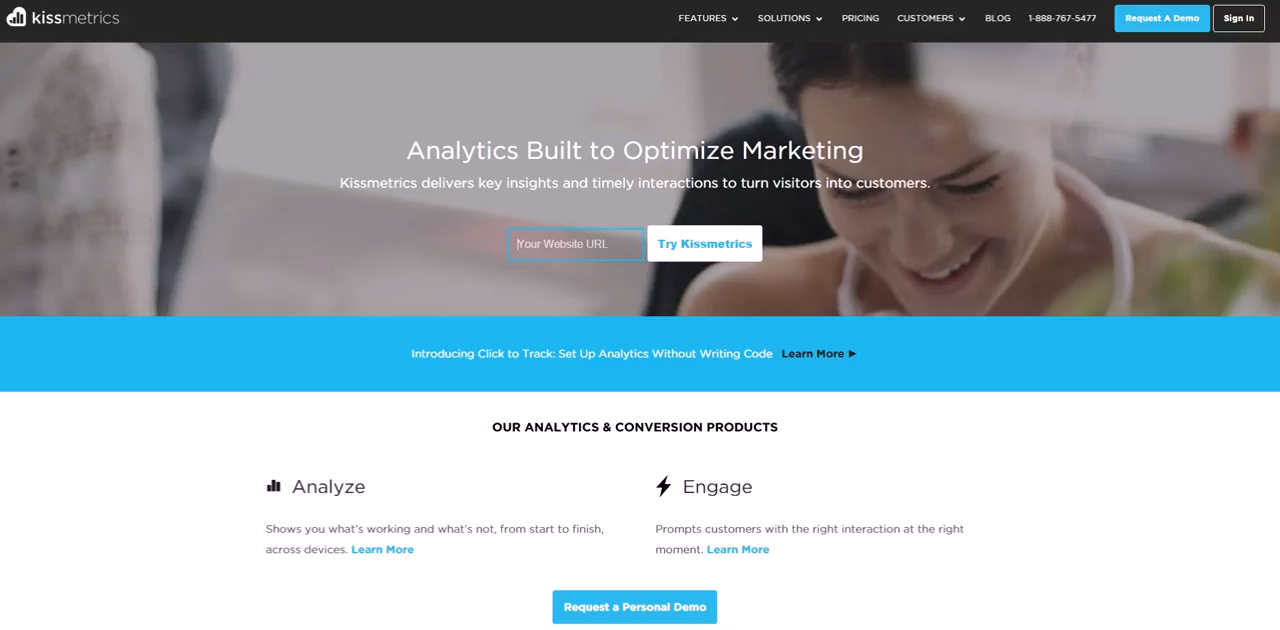 kissmetrics
FEATURES
SOLUTIONS
PRICING
CUSTOMERS
BLOG
1-888-767-5477
Request A Demo
Sign In
Analytics Built to Optimize Marketing
Kissmetrics delivers key insights and timely interactions to turn visitors into customers.
Your Website URL
Try Kissmetrics
Introducing Click to Track: Set Up Analytics Without Writing Code Learn More ►
OUR ANALYTICS & CONVERSION PRODUCTS
Analyze
Shows you what's working and what's not, from start to finish,
across devices. Learn More
Engage
Prompts customers with the right interaction at the right
moment. Learn More
Request a Personal Demo